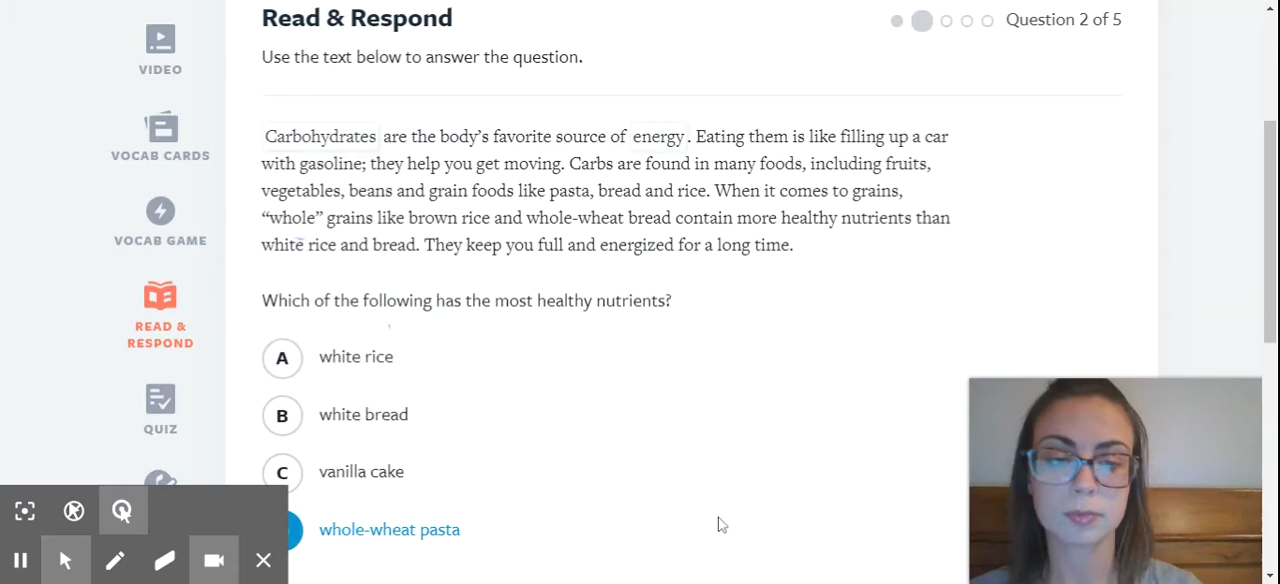 Read & Respond
Question 2 of 5
Use the text below to answer the question.
VIDEO
VOCAB CARDS
VOCAB GAME
READ &
RESPOND
QUIZ
Carbohydrates are the body's favorite source of energy. Eating them is like filling up a car
with gasoline; they help you get moving. Carbs are found in many foods, including fruits,
vegetables, beans and grain foods like pasta, bread and rice. When it comes to grains,
“whole” grains like brown rice and whole-wheat bread contain more healthy nutrients than
white rice and bread. They keep you full and energized for a long time.
Which of the following has the most healthy nutrients?
A white rice
B white bread
C vanilla cake
whole-wheat pasta